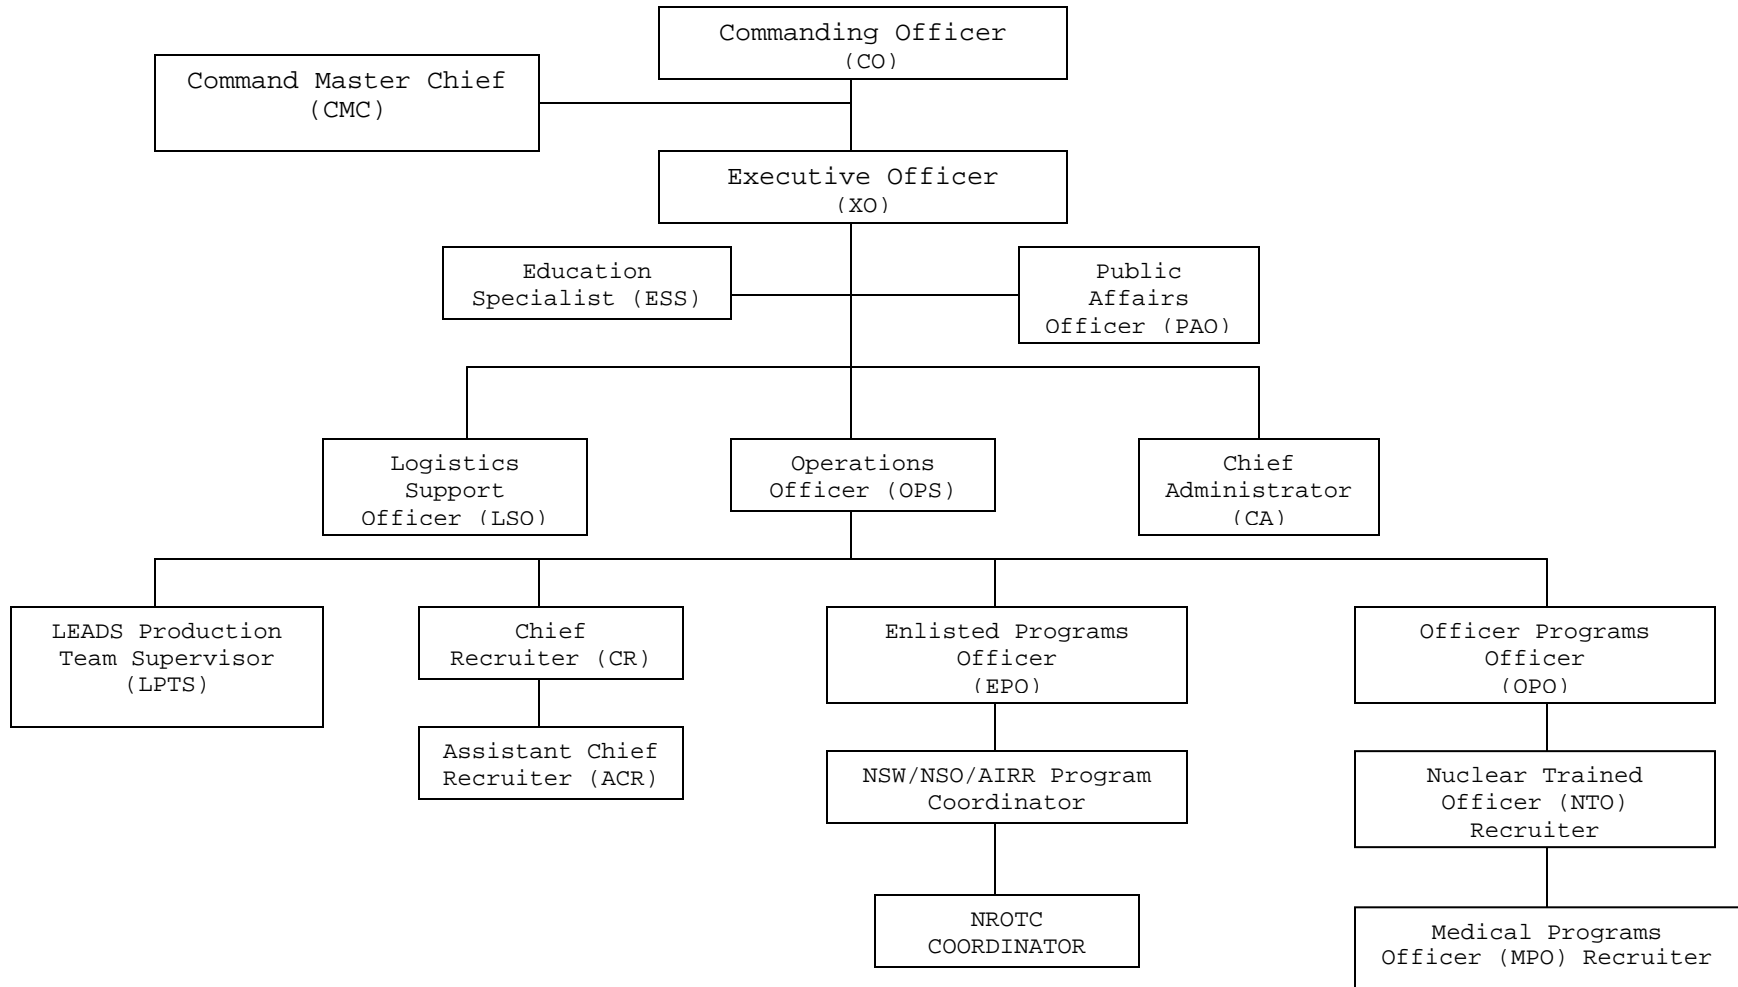 Commanding Officer
(CO)
Command Master Chief
(CMC)
Executive Officer
(XO)
Education
Specialist (ESS)
Public
Affairs
Officer (PAO)
Logistics
Support
Officer (LSO)
Operations
Officer (OPS)
Chief
Administrator
(CA)
LEADS Production
Team Supervisor
(LPTS)
Chief
Recruiter (CR)
Enlisted Programs
Officer
(EPO)
Officer Programs
Officer
(OPO)
Assistant Chief
Recruiter (ACR)
NSW/NSO/AIRR Program
Coordinator
Nuclear Trained
Officer (NTO)
Recruiter
NROTC
COORDINATOR
Medical Programs
Officer (MPO) Recruiter